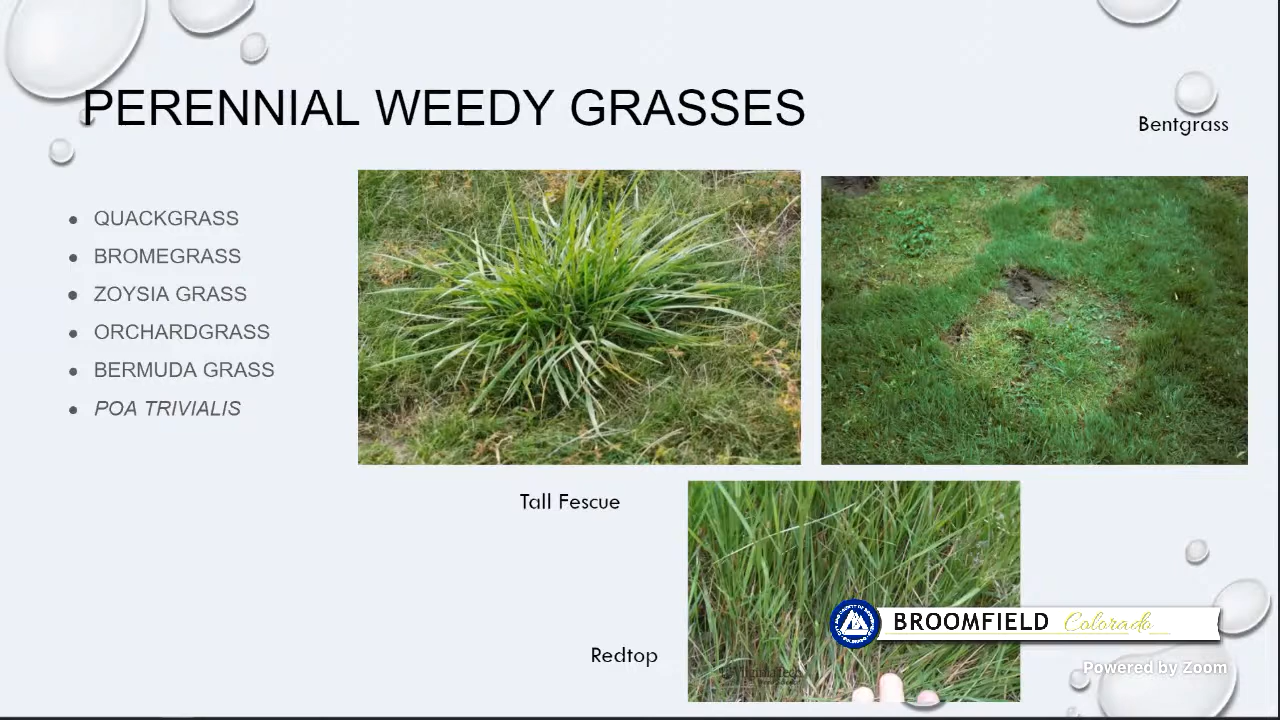 PERENNIAL WEEDY GRASSES
Bentgrass
QUACKGRASS
BROMEGRASS
ZOYSIA GRASS
ORCHARDGRASS
BERMUDA GRASS
POA TRIVIALIS
Tall Fescue
BROOMFIELD Colorado
Redtop
Powered by Zoom